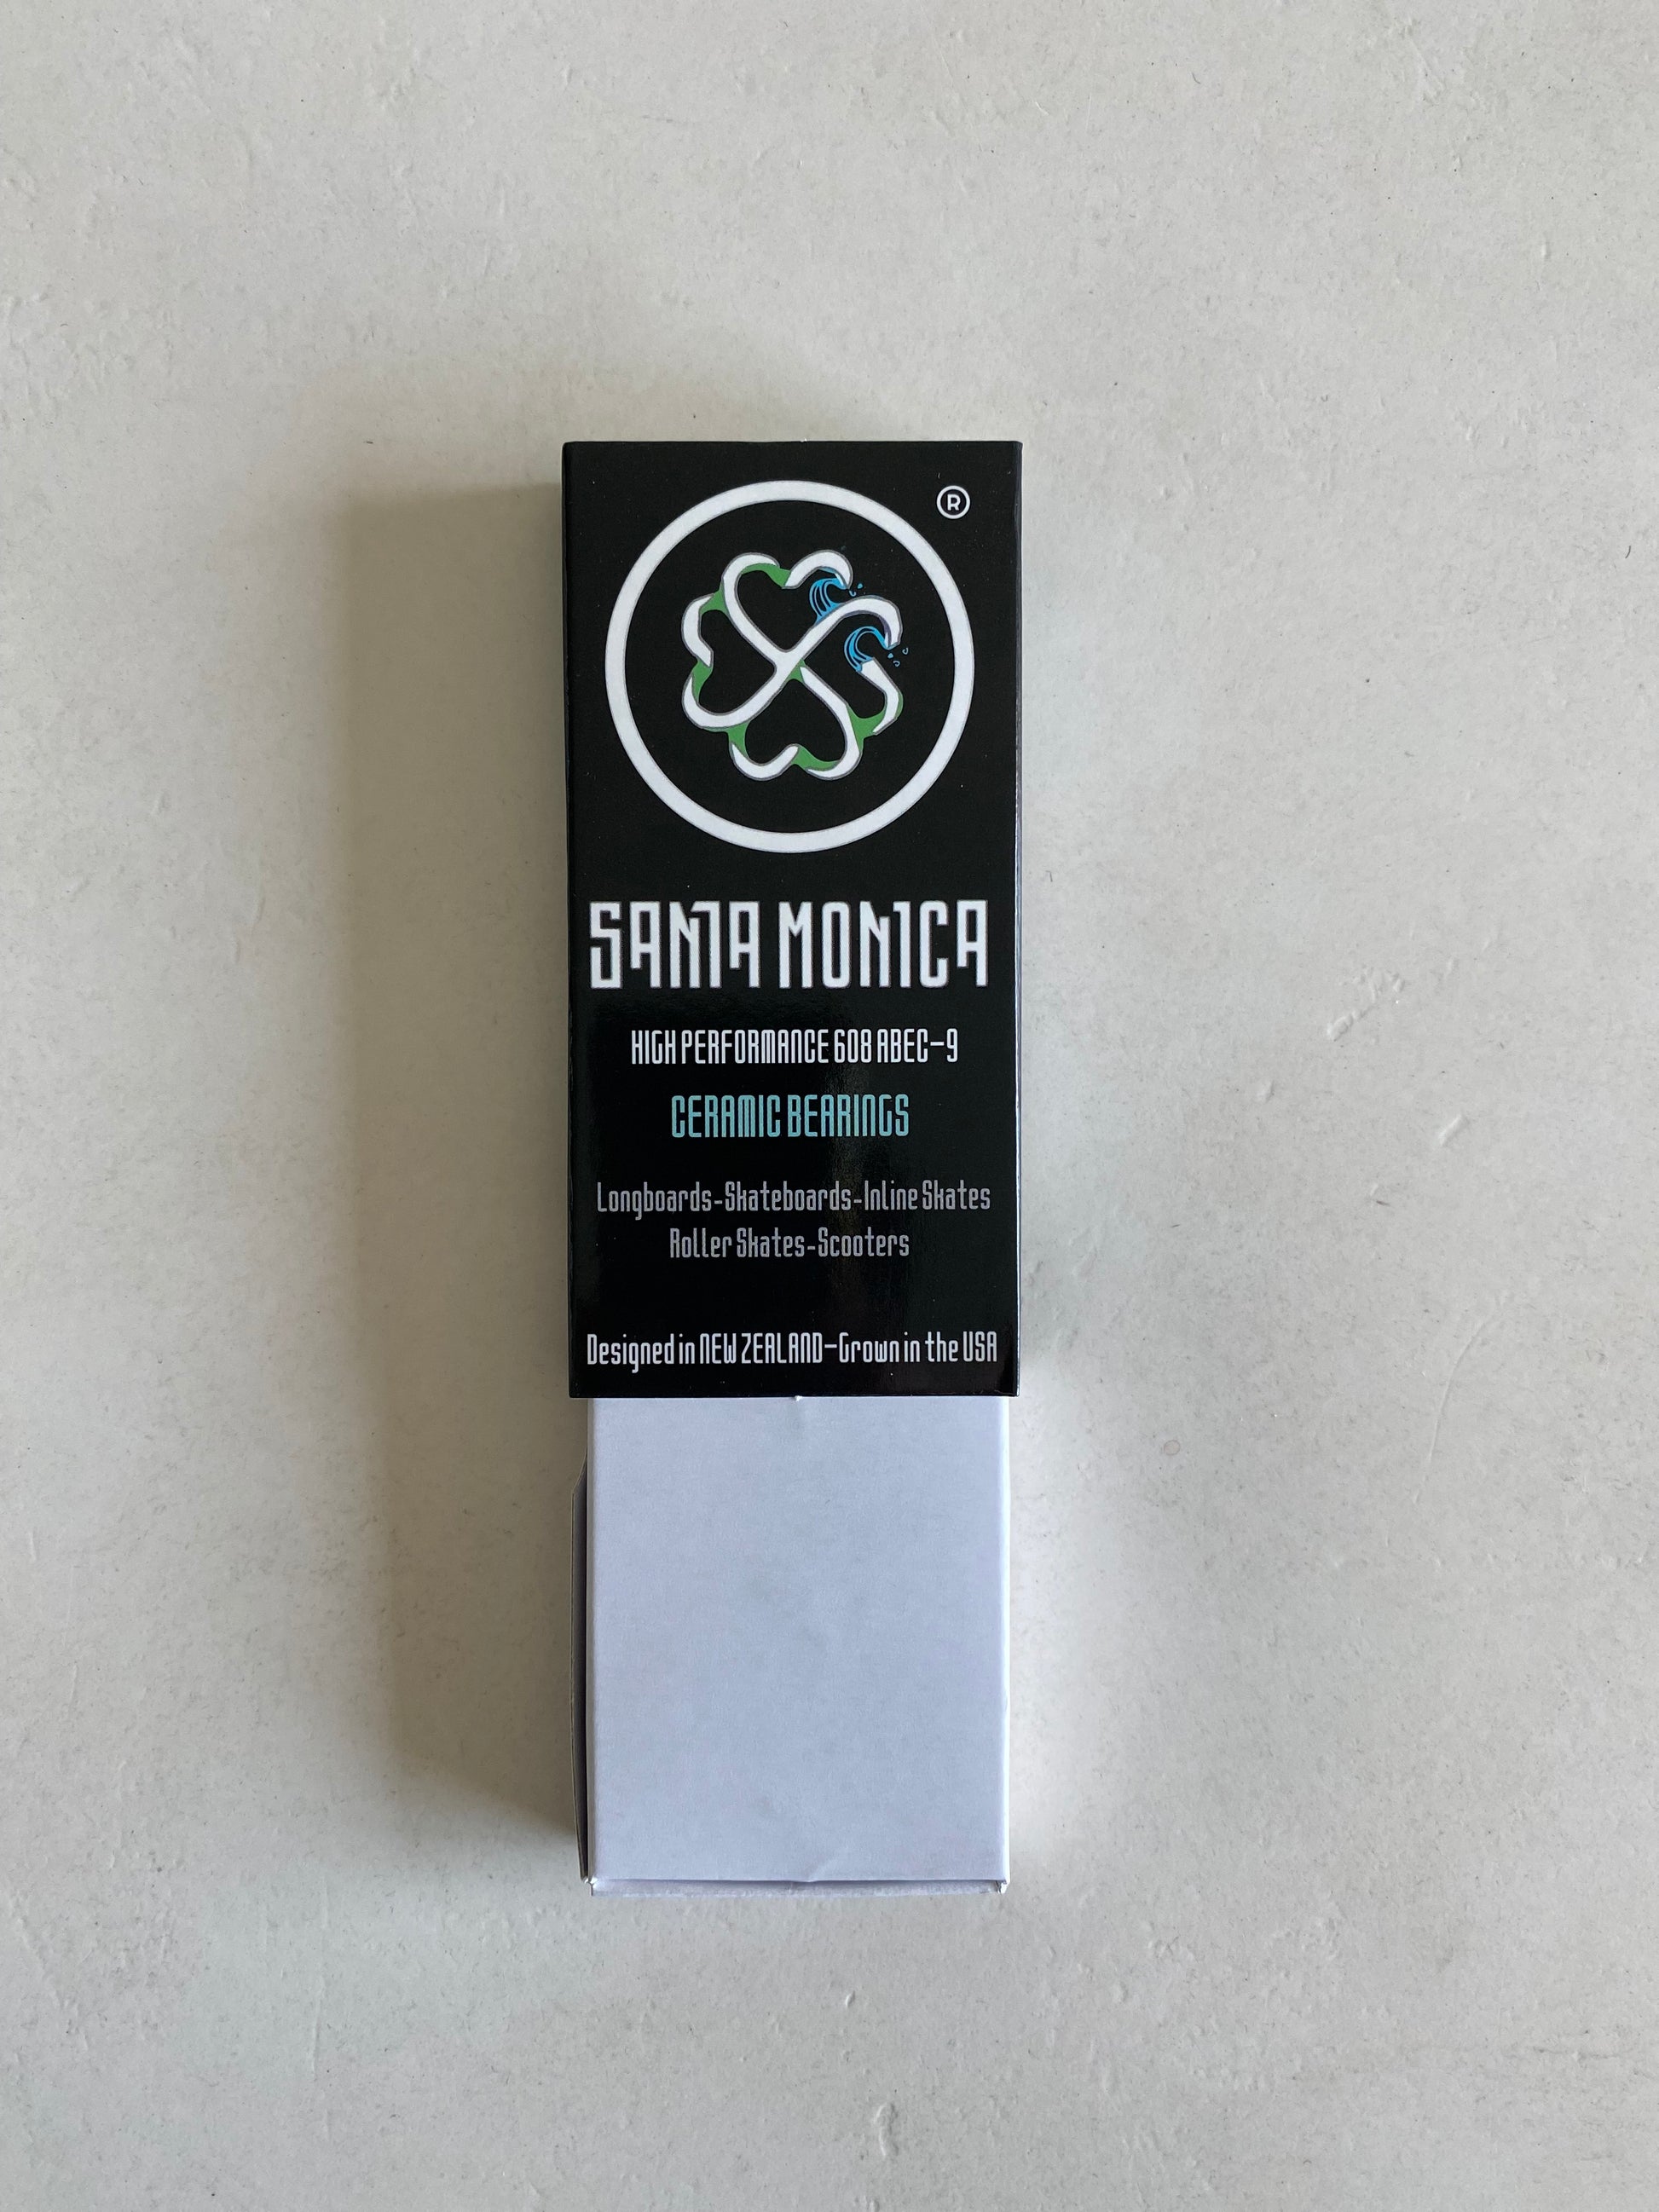 ®
SANTA MONICA
HIGH PERFORMANCE 608 ABEC-9
CERAMIC BEARINGS
Longboards-Skateboards-Inline Skates
Roller Skates-Scooters
Designed in NEW ZEALAND-Grown in the USA